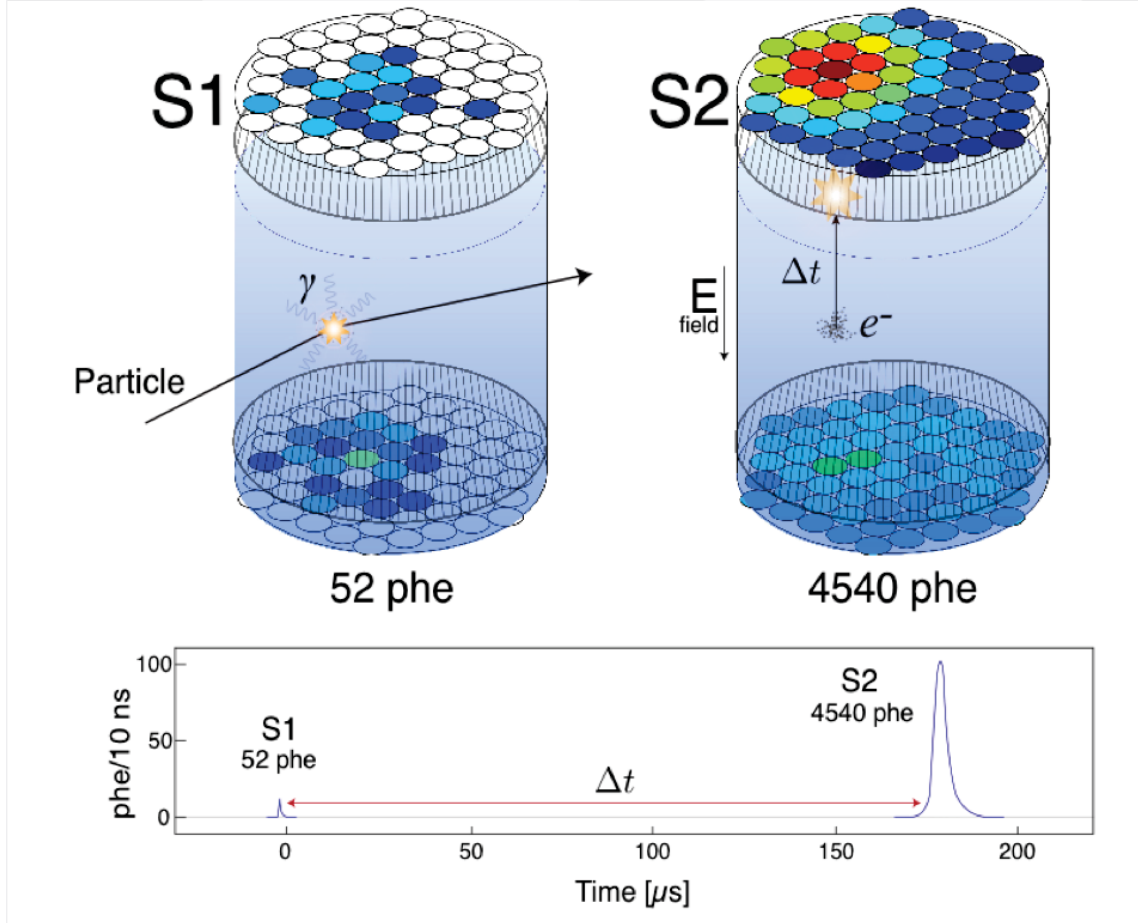 S1
S2
γ
Δt
E
field
e⁻
Particle
52 phe
4540 phe
100
S2
4540 phe
S1
52 phe
50
Δt
0
phe/10 ns
0
50
100
150
200
Time [µs]